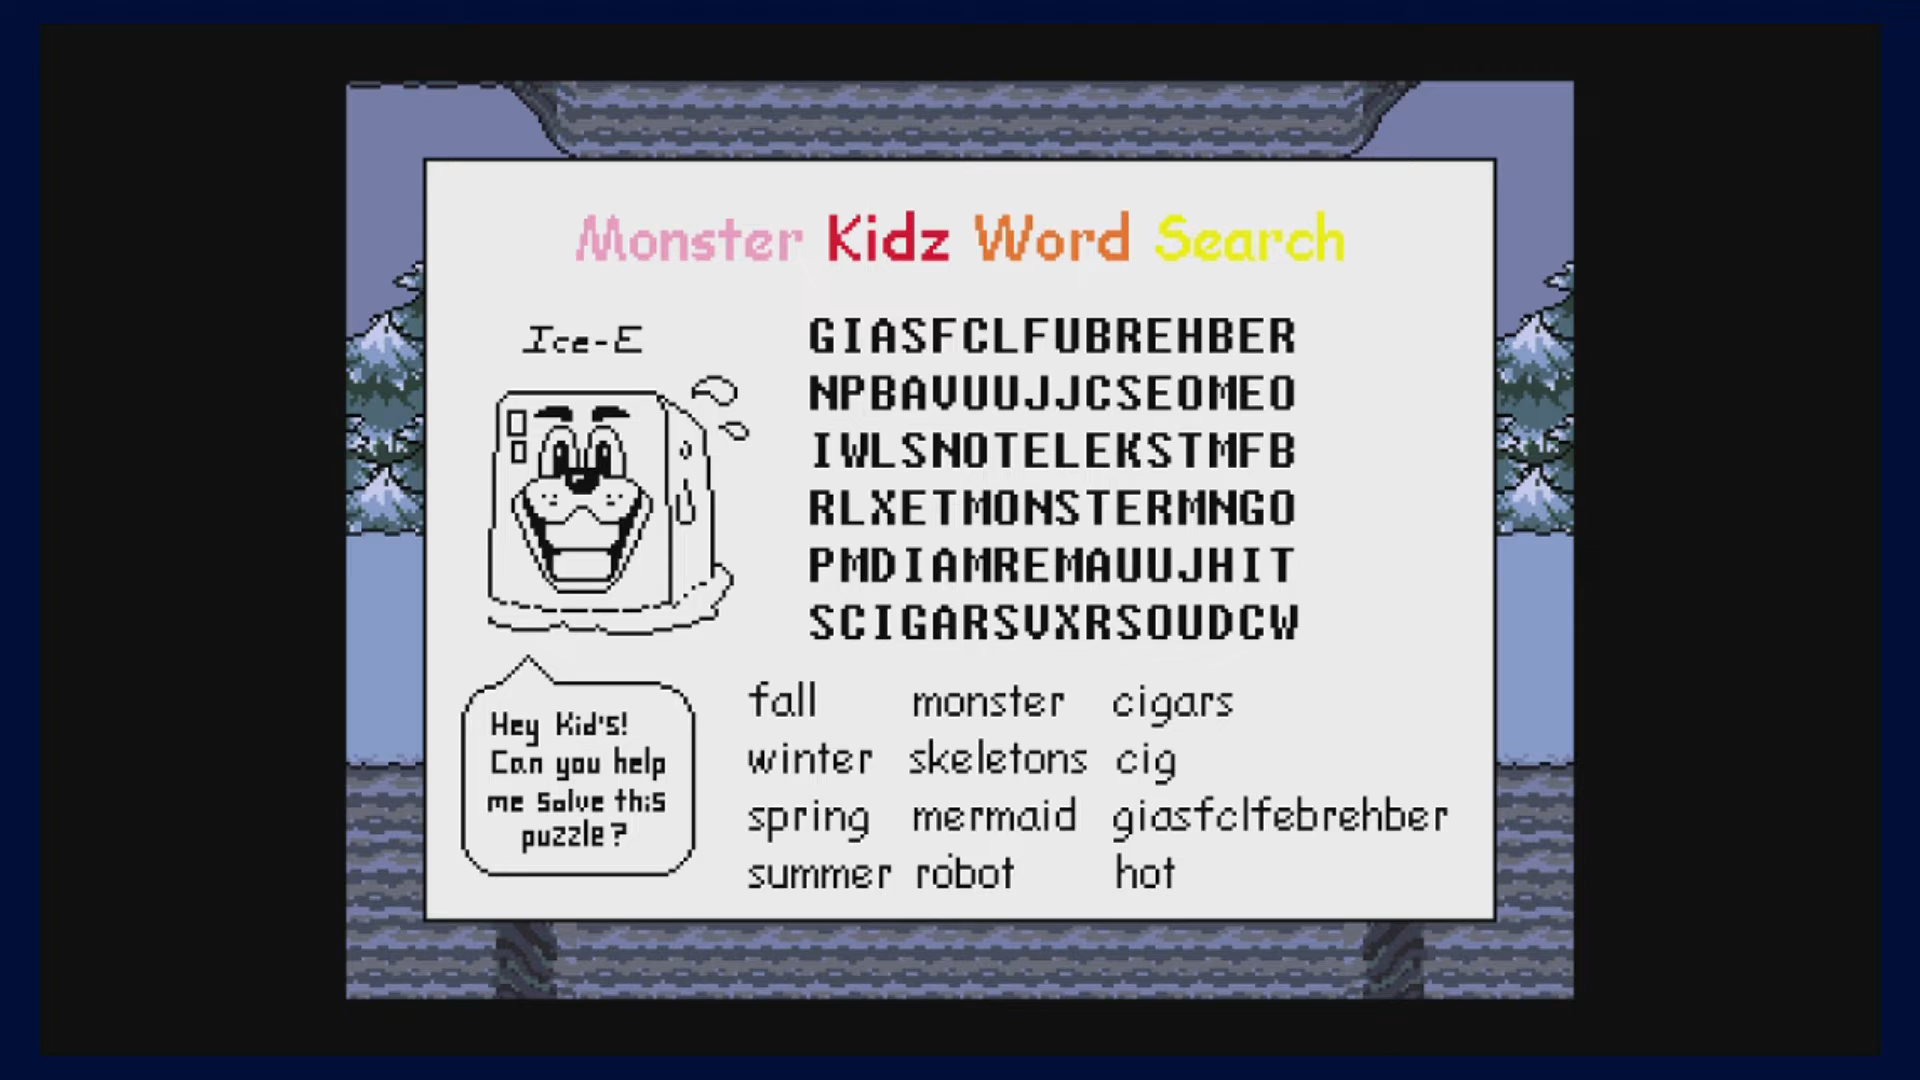 Monster Kidz Word Search
Ice-E
GIASFCLFUBREHBER
NPBAVUUJJCSEOMEO
IWLSNOTELEKSTMFB
RLXETMONSTERMNGO
PMDIAMREMAUUJHIT
SCIGARSVXRSOUDCW
Hey Kid's!
Can you help
me solve this
puzzle?
fall monster cigars
winter skeletons cig
spring mermaid giasfclfebrehber
summer robot hot